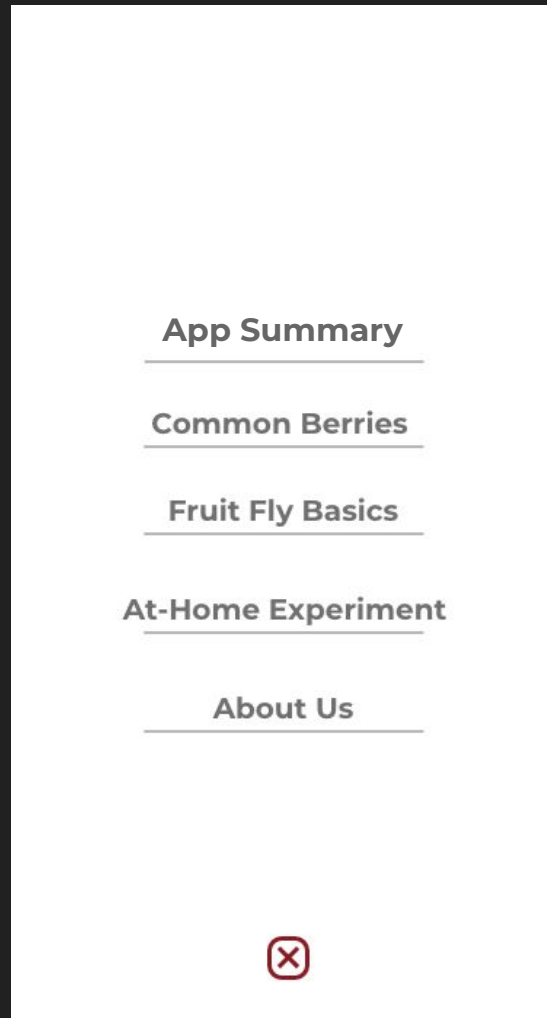 App Summary
Common Berries
Fruit Fly Basics
At-Home Experiment
About Us